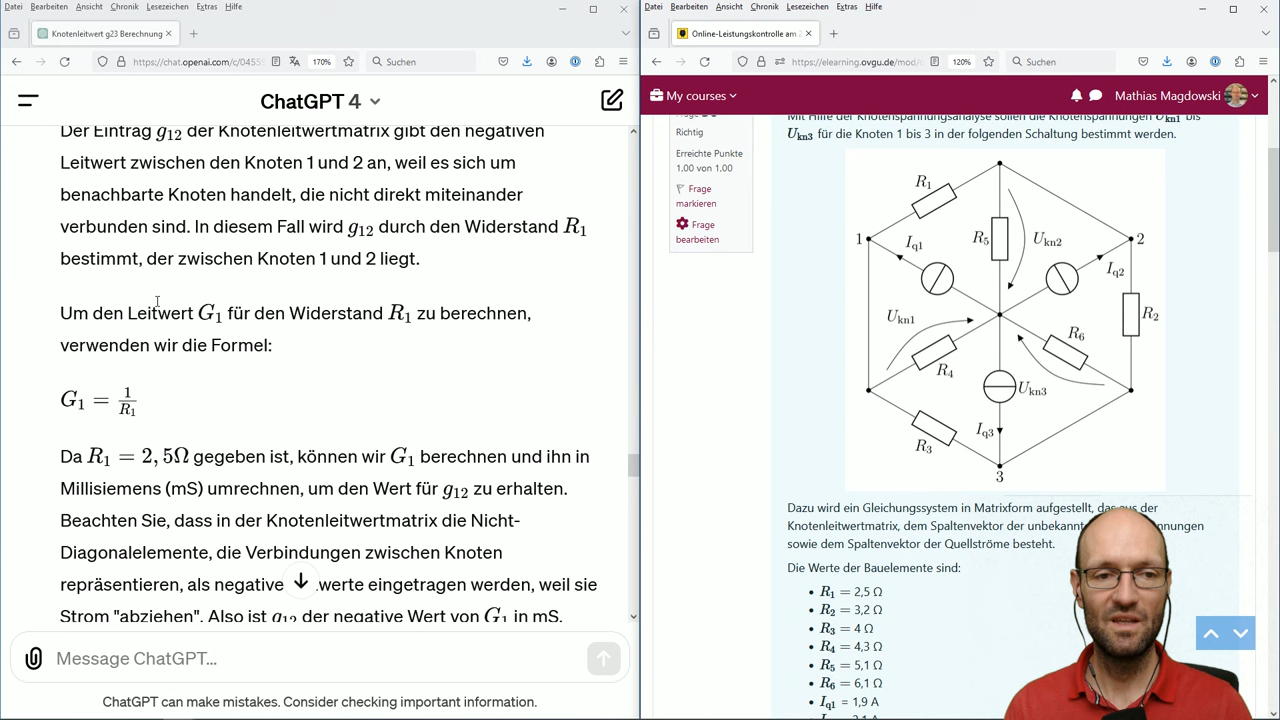 Datei Bearbeiten Ansicht Chronik Lesezeichen Extras Hilfe
Knotenleitwert g23 Berechnung
https://chat.openai.com/c/0455
170%
Suchen
ChatGPT 4
Der Eintrag g12 der Knotenleitwertmatrix gibt den negativen
Leitwert zwischen den Knoten 1 und 2 an, weil es sich um
benachbarte Knoten handelt, die nicht direkt miteinander
verbunden sind. In diesem Fall wird g12 durch den Widerstand R1
bestimmt, der zwischen Knoten 1 und 2 liegt.
Um den Leitwert G1 für den Widerstand R1 zu berechnen,
verwenden wir die Formel:
G1 = 1/R1
Da R1 = 2, 5Ω gegeben ist, können wir G1 berechnen und ihn in
Millisiemens (mS) umrechnen, um den Wert für g12 zu erhalten.
Beachten Sie, dass in der Knotenleitwertmatrix die Nicht-
Diagonalelemente, die Verbindungen zwischen Knoten
repräsentieren, als negative werte eingetragen werden, weil sie
Strom "abziehen". Also ist g12 der negative Wert von G1 in mS.
Message ChatGPT...
ChatGPT can make mistakes. Consider checking important information.
Datei Bearbeiten Ansicht Chronik Lesezeichen Extras Hilfe
Online-Leistungskontrolle am
https://elearning.ovgu.de/mod/
120%
Suchen
My courses
Mathias Magdowski
Richtig
Erreichte Punkte
1.00 von 1.00
Frage
markieren
Frage
bearbeiten
Mit Hilfe der Knotenspannungsanalyse sollen die Knotenspannungen Ukn1 bis
Ukn3 für die Knoten 1 bis 3 in der folgenden Schaltung bestimmt werden.
R1
1
Iq1
R5
Ukn2
2
Iq2
Ukn1
R6
R2
R4
Ukn3
R3
Iq3
3
Dazu wird ein Gleichungssystem in Matrixform aufgestellt, das aus der
Knotenleitwertmatrix, dem Spaltenvektor der unbekannt nnungen
sowie dem Spaltenvektor der Quellströme besteht.
Die Werte der Bauelemente sind:
• R1 = 2,5 Ω
• R2 = 3,2 Ω
• R3 = 4 Ω
• R4 = 4,3 Ω
• R5 = 5,1 Ω
• R6 = 6,1 Ω
• Iq1 = 1,9 A